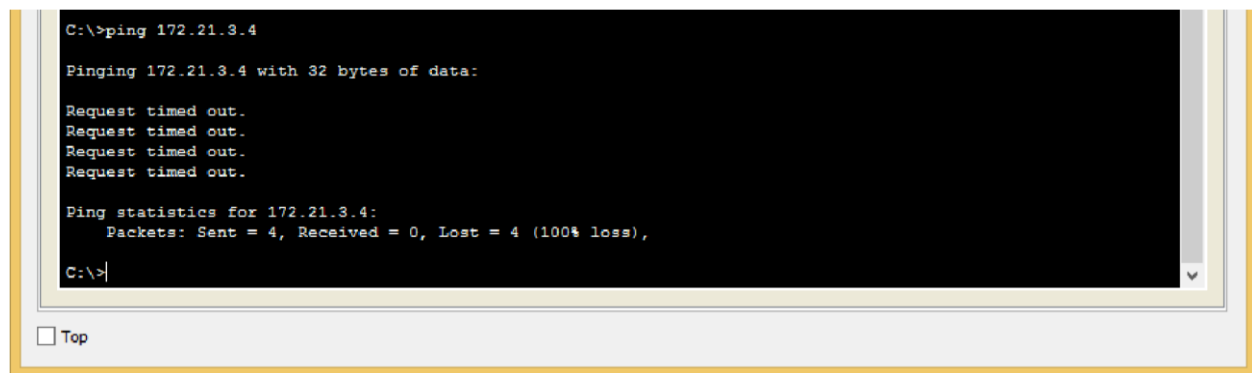 C:\>ping 172.21.3.4
Pinging 172.21.3.4 with 32 bytes of data:
Request timed out.
Request timed out.
Request timed out.
Request timed out.
Ping statistics for 172.21.3.4:
Packets: Sent = 4, Received = 0, Lost = 4 (100% loss),
C:\>
Top